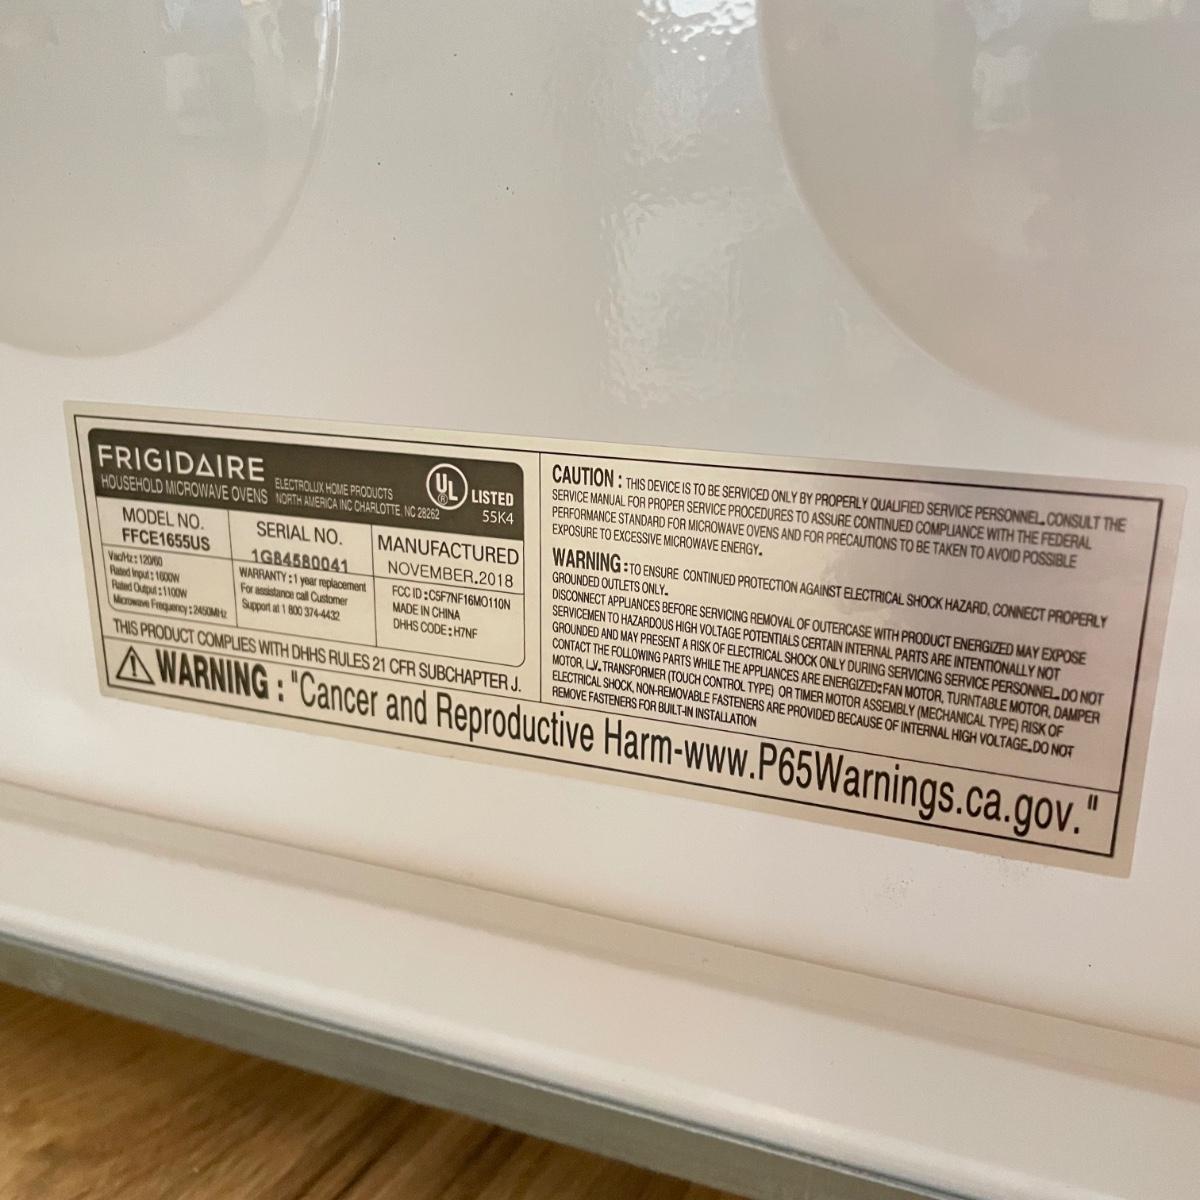 FRIGIDAIRE
HOUSEHOLD MICROWAVE OVENS
ELECTROLUX HOME PRODUCTS
NORTH AMERICA INC CHARLOTTE, NC 28262
UL
®
LISTED
55K4
MODEL NO.
FFCE1655US
Vac/Hz : 120/60
Rated Input : 1600W
Rated Output : 1100W
Microwave Frequency : 2450MHz
SERIAL NO.
1G84580041
WARRANTY : 1 year replacement
For assistance call Customer
Support at 1 800 374-4432
MANUFACTURED
NOVEMBER.2018
FCC ID : C5F7NF16MO110N
MADE IN CHINA
DHHS CODE : H7NF
THIS PRODUCT COMPLIES WITH DHHS RULES 21 CFR SUBCHAPTER J.
CAUTION : THIS DEVICE IS TO BE SERVICED ONLY BY PROPERLY QUALIFIED SERVICE PERSONNEL. CONSULT THE
SERVICE MANUAL FOR PROPER SERVICE PROCEDURES TO ASSURE CONTINUED COMPLIANCE WITH THE FEDERAL
PERFORMANCE STANDARD FOR MICROWAVE OVENS AND FOR PRECAUTIONS TO BE TAKEN TO AVOID POSSIBLE
EXPOSURE TO EXCESSIVE MICROWAVE ENERGY.
WARNING : TO ENSURE CONTINUED PROTECTION AGAINST ELECTRICAL SHOCK HAZARD, CONNECT PROPERLY
GROUNDED OUTLETS ONLY.
DISCONNECT APPLIANCES BEFORE SERVICING REMOVAL OF OUTERCASE WITH PRODUCT ENERGIZED MAY EXPOSE
SERVICEMEN TO HAZARDOUS HIGH VOLTAGE POTENTIALS CERTAIN INTERNAL PARTS ARE INTENTIONALLY NOT
GROUNDED AND MAY PRESENT A RISK OF ELECTRICAL SHOCK ONLY DURING SERVICING SERVICE PERSONNEL. DO NOT
CONTACT THE FOLLOWING PARTS WHILE THE APPLIANCES ARE ENERGIZED: FAN MOTOR, TURNTABLE MOTOR, DAMPER
MOTOR, L.V. TRANSFORMER (TOUCH CONTROL TYPE) OR TIMER MOTOR ASSEMBLY (MECHANICAL TYPE) RISK OF
ELECTRICAL SHOCK, NON-REMOVABLE FASTENERS ARE PROVIDED BECAUSE OF INTERNAL HIGH VOLTAGE. DO NOT
REMOVE FASTENERS FOR BUILT-IN INSTALLATION
WARNING : "Cancer and Reproductive Harm-www.P65Warnings.ca.gov."